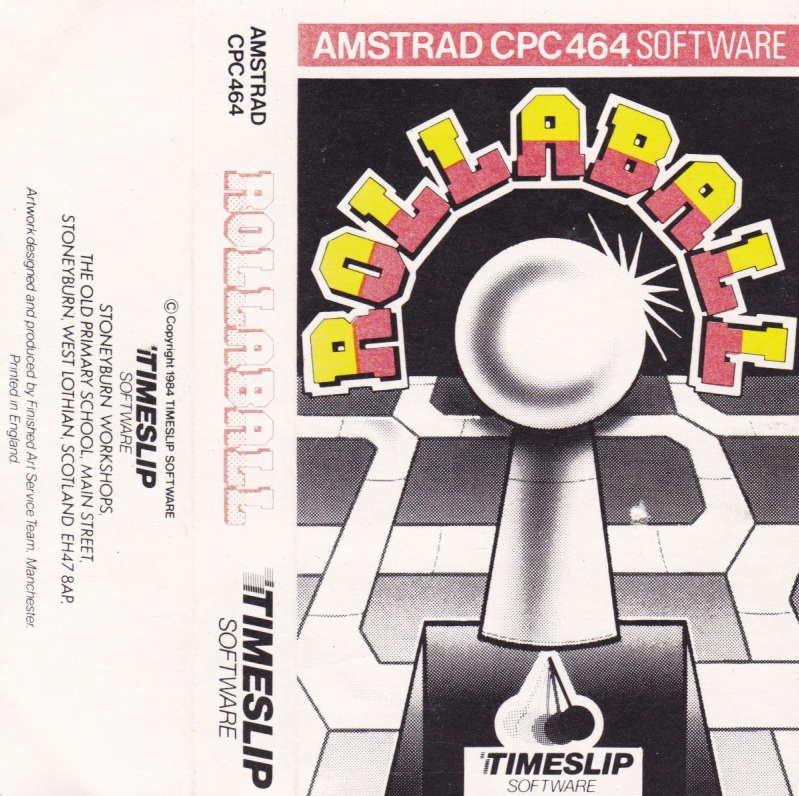 AMSTRAD CPC464 SOFTWARE
ROLLABALL
TIMESLIP
SOFTWARE
AMSTRAD
CPC464
ROLLABALL
TIMESLIP
SOFTWARE
© Copyright 1984 TIMESLIP SOFTWARE
TIMESLIP
SOFTWARE
STONEYBURN WORKSHOPS,
THE OLD PRIMARY SCHOOL, MAIN STREET,
STONEYBURN, WEST LOTHIAN, SCOTLAND EH47 8AP.
Artwork designed and produced by Finished Art Service Team, Manchester.
Printed in England.